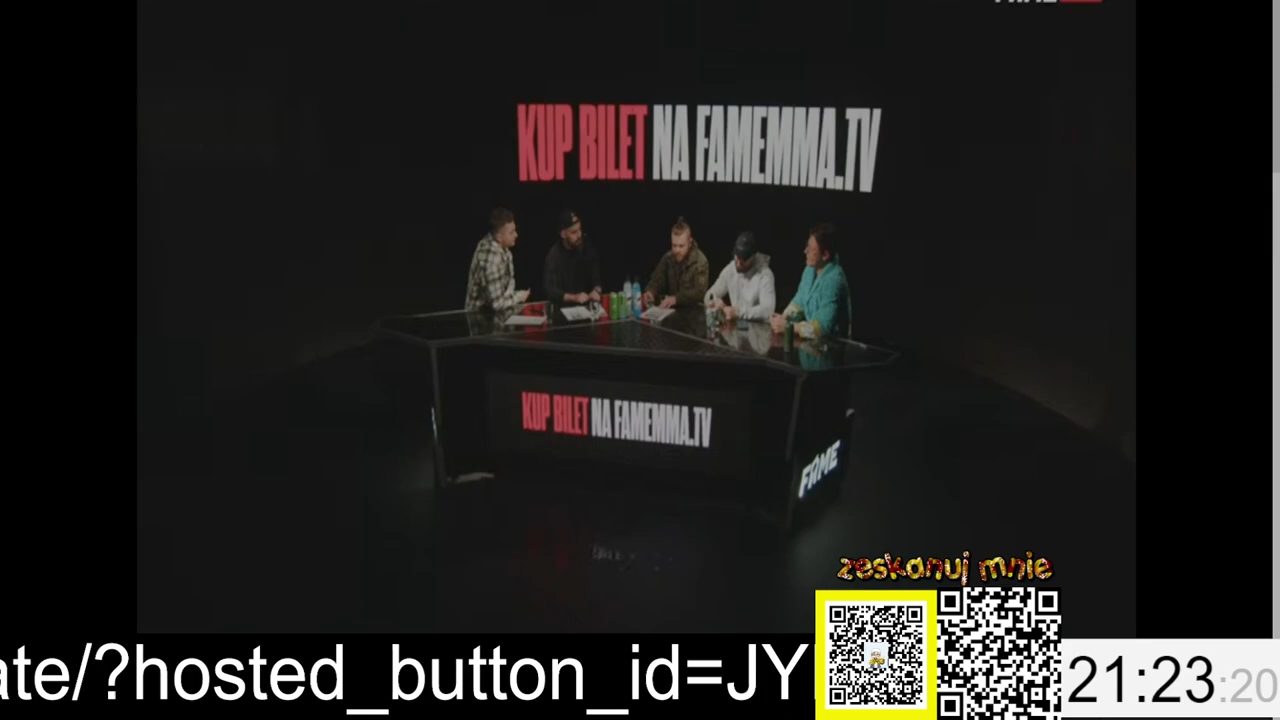 KUP BILET NA FAMEMMA.TV
KUP BILET NA FAMEMMA.TV
FAME
zeskanuj mnie
ate/?hosted_button_id=JY
21:23:20